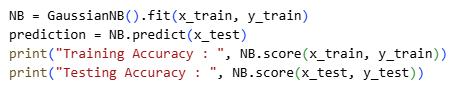 NB = GaussianNB().fit(x_train, y_train)
prediction = NB.predict(x_test)
print("Training Accuracy : ", NB.score(x_train, y_train))
print("Testing Accuracy : ", NB.score(x_test, y_test))